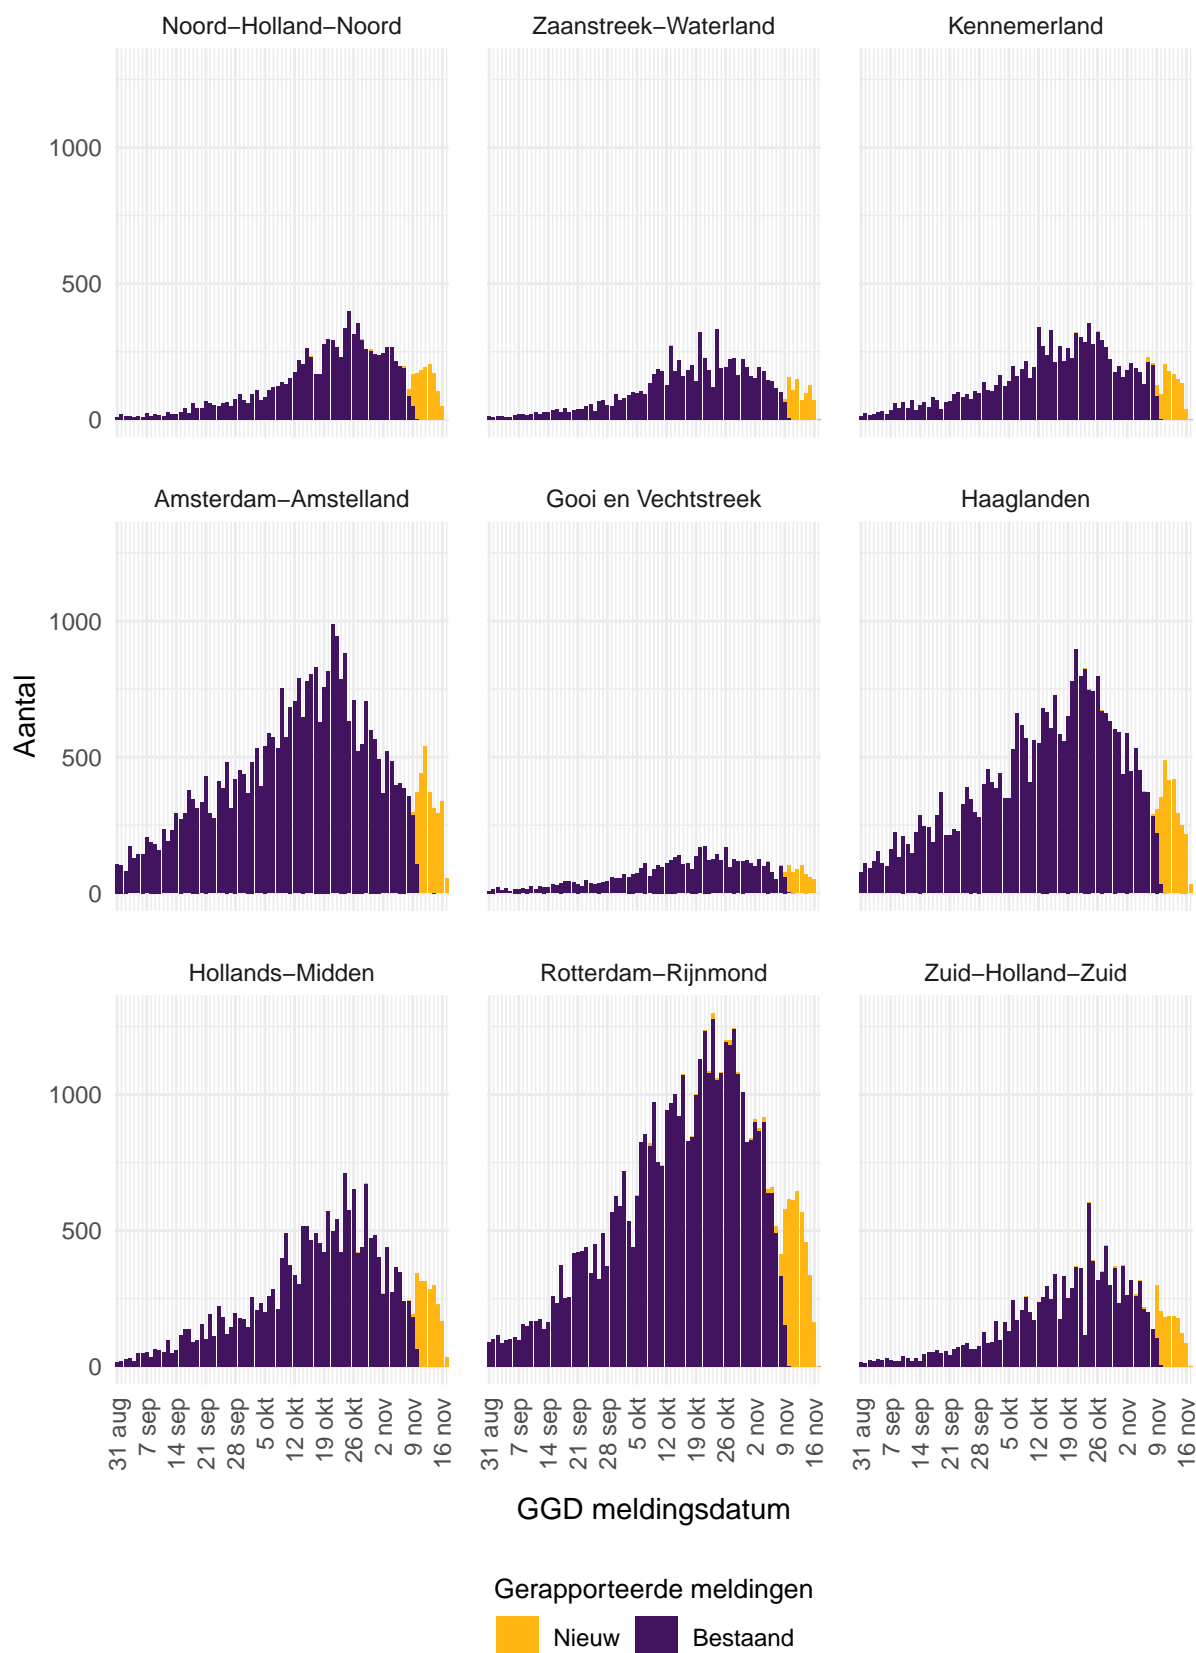 Noord−Holland−Noord Zaanstreek−Waterland Kennemerland
1000
500
0
Amsterdam−Amstelland Gooi en Vechtstreek Haaglanden
1000
500
0
Aantal
Hollands−Midden Rotterdam−Rijnmond Zuid−Holland−Zuid
1000
500
0
31 aug 7 sep 14 sep 21 sep 28 sep 5 okt 12 okt 19 okt 26 okt 2 nov 9 nov 16 nov
31 aug 7 sep 14 sep 21 sep 28 sep 5 okt 12 okt 19 okt 26 okt 2 nov 9 nov 16 nov
31 aug 7 sep 14 sep 21 sep 28 sep 5 okt 12 okt 19 okt 26 okt 2 nov 9 nov 16 nov
GGD meldingsdatum
Gerapporteerde meldingen
Nieuw Bestaand